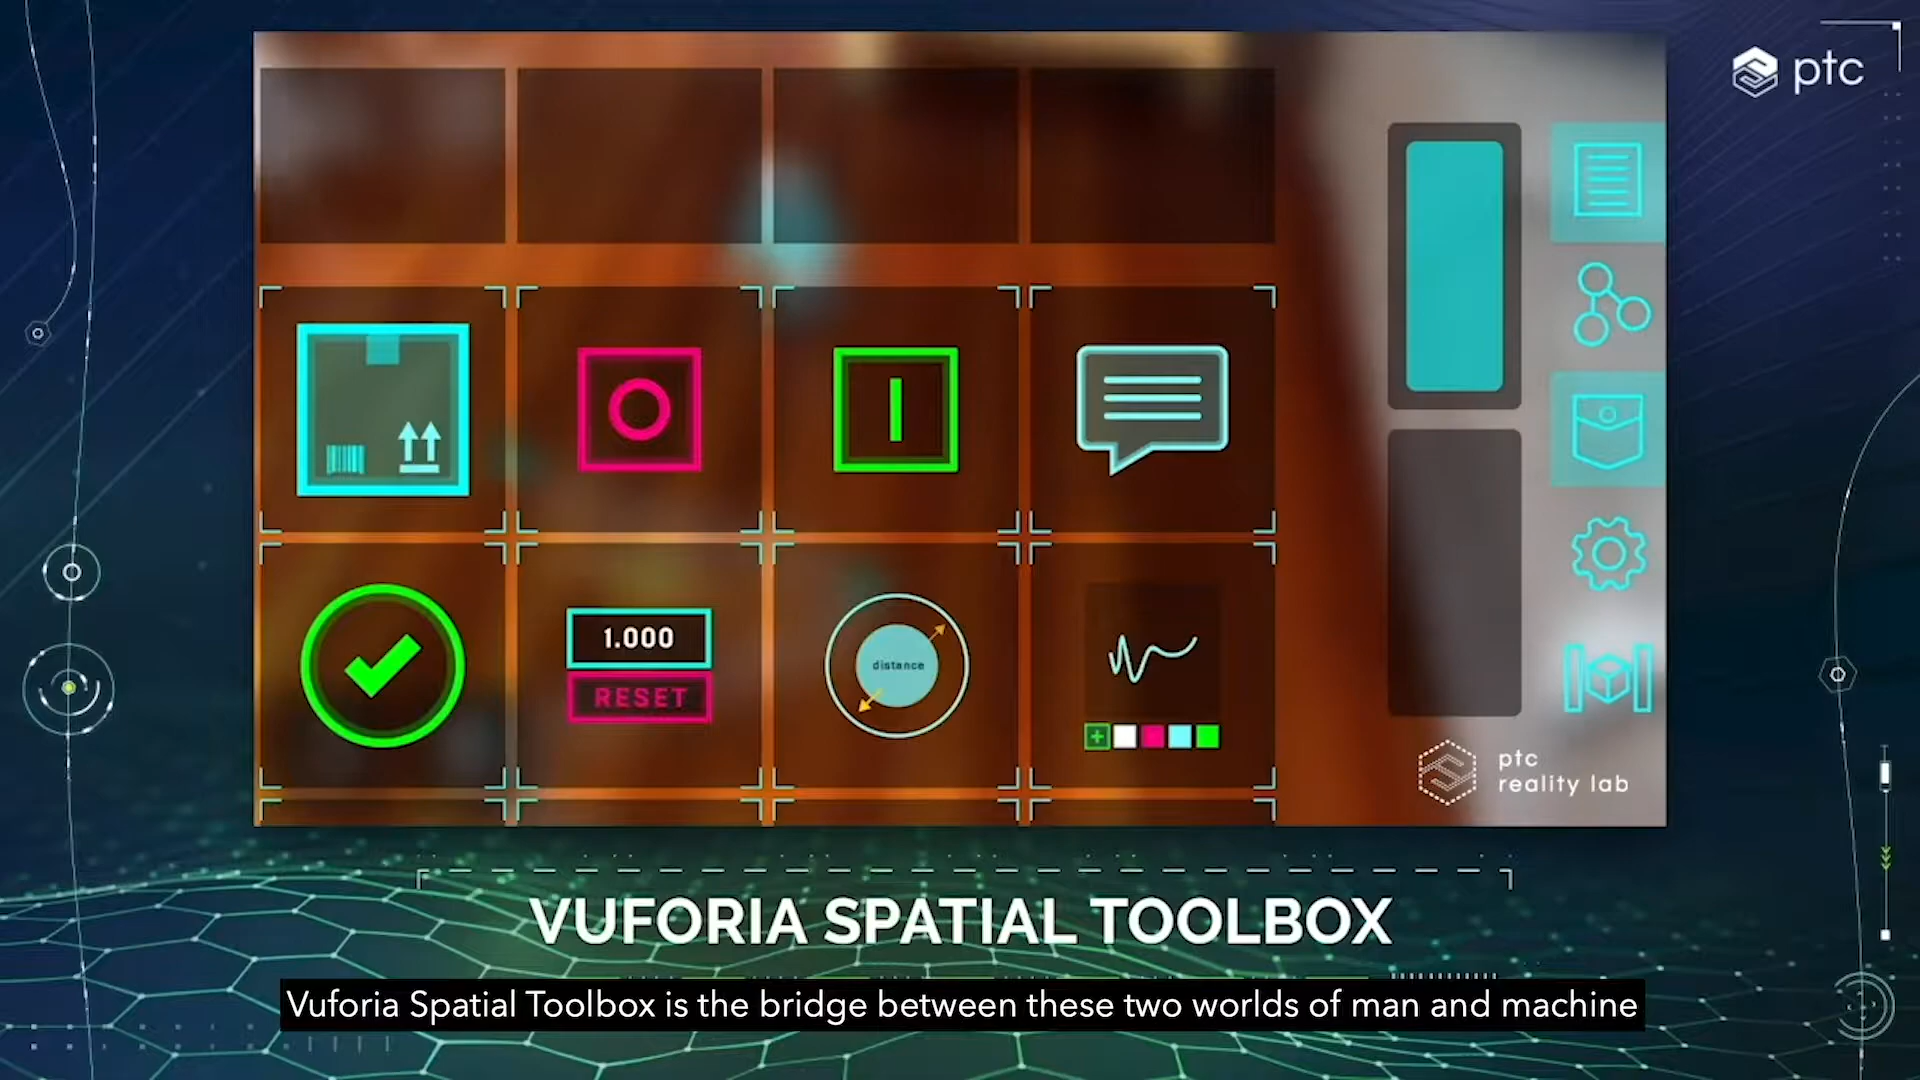 ptc
1.000
RESET
distance
ptc
reality lab
VUFORIA SPATIAL TOOLBOX
Vuforia Spatial Toolbox is the bridge between these two worlds of man and machine